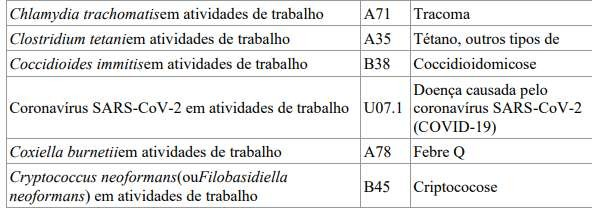 Chlamydia trachomatisem atividades de trabalho A71 Tracoma
Clostridium tetaniem atividades de trabalho A35 Tétano, outros tipos de
Coccidioides immitisem atividades de trabalho B38 Coccidioidomicose
Coronavírus SARS-CoV-2 em atividades de trabalho U07.1 Doença causada pelo
coronavírus SARS-CoV-2
(COVID-19)
Coxiella burnetiiem atividades de trabalho A78 Febre Q
Cryptococcus neoformans(ouFilobasidiella
neoformans) em atividades de trabalho B45 Criptococose